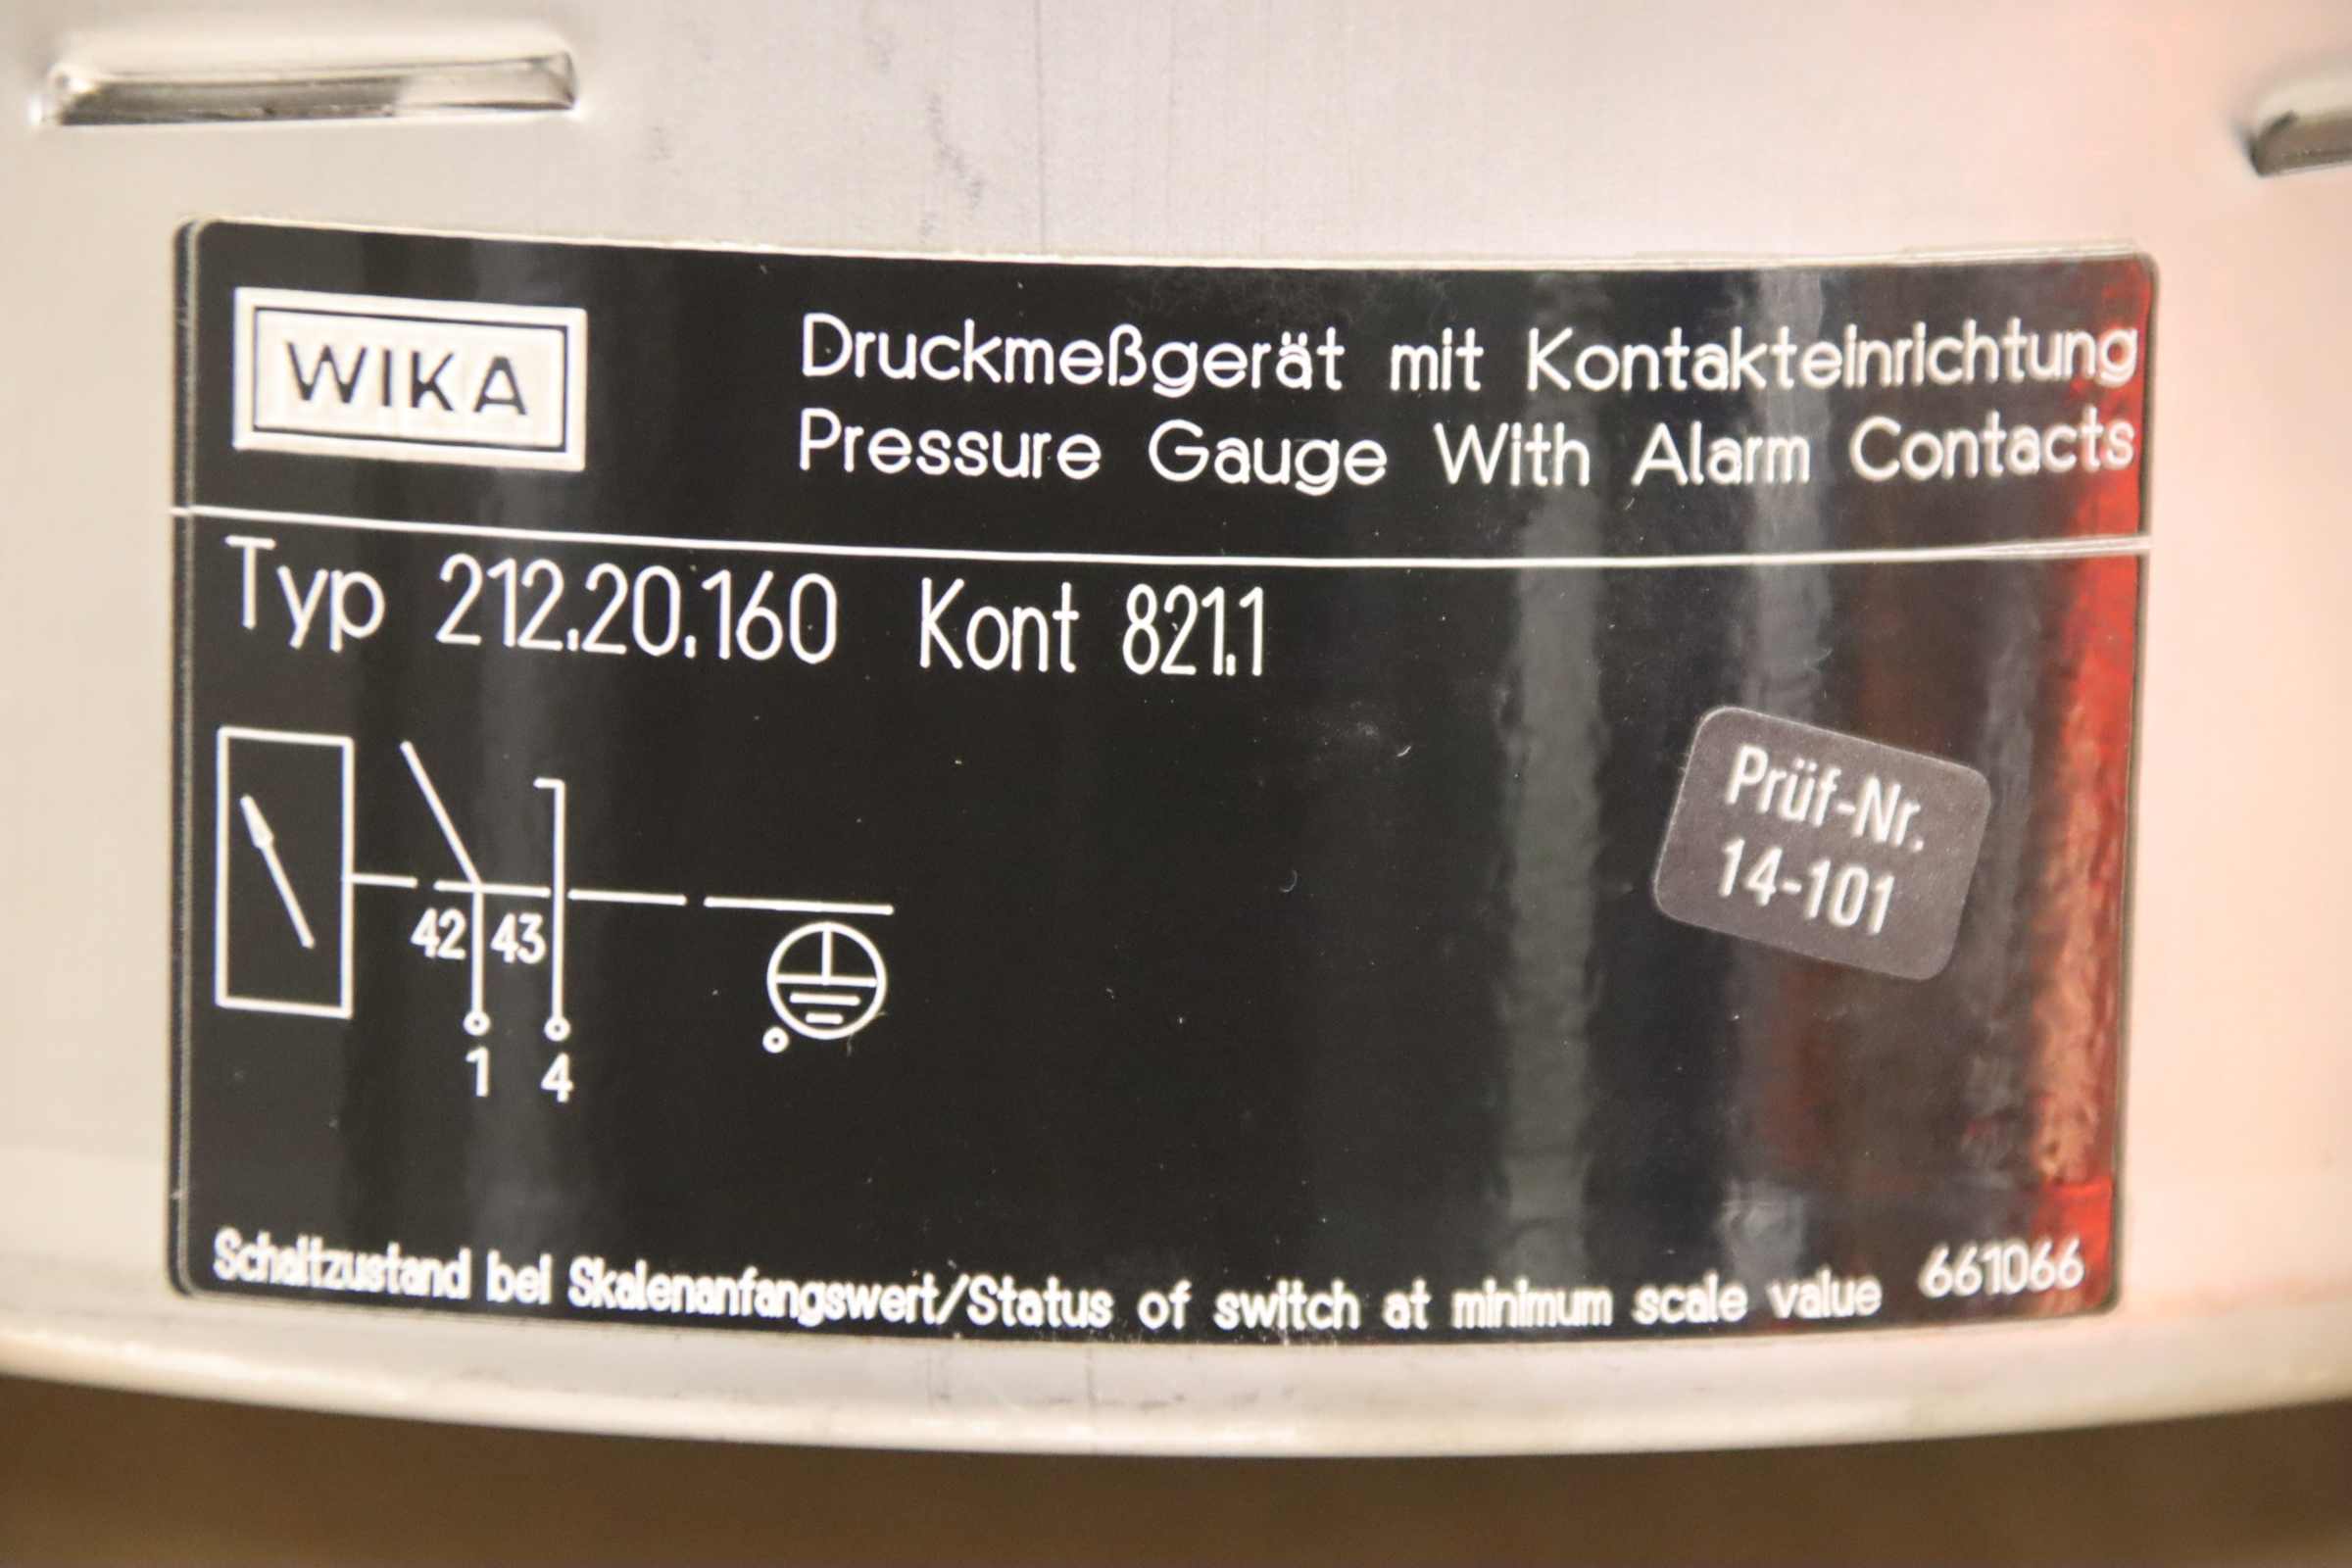 WIKA
Druckmeßgerät mit Kontakteinrichtung
Pressure Gauge With Alarm Contacts
Typ 212.20.160 Kont 821.1
Prüf-Nr.
14-101
42 43
1 4
Schaltzustand bei Skalenanfangswert/Status of switch at minimum scale value 661066